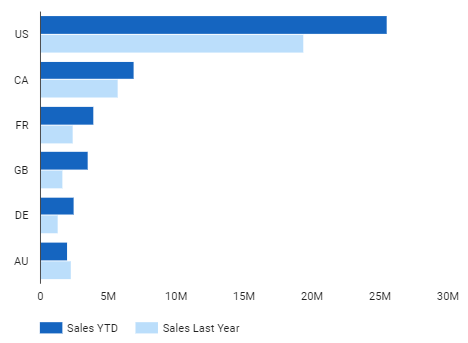 US
CA
FR
GB
DE
AU
0 5M 10M 15M 20M 25M 30M
Sales YTD Sales Last Year